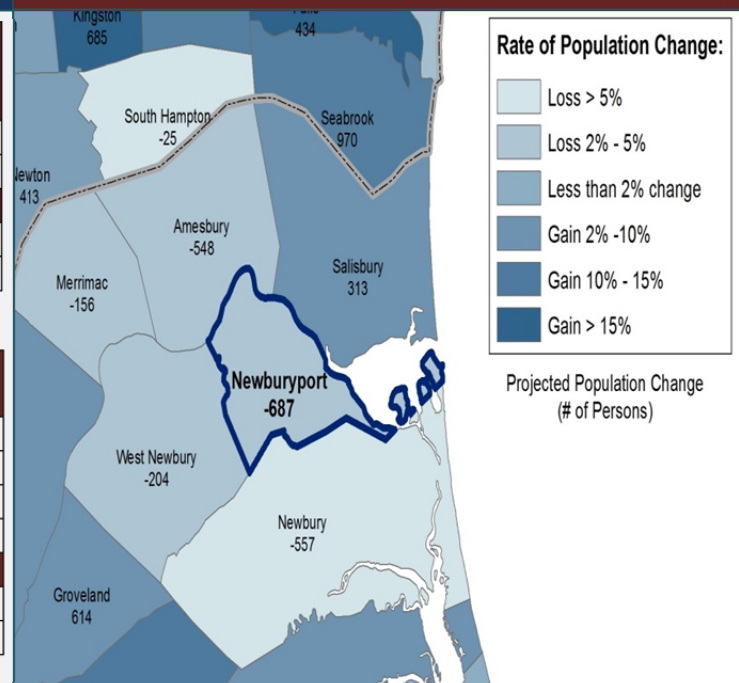 Kingston
685
434
South Hampton
-25
Seabrook
970
413
Amesbury
-548
Merrimac
-156
Salisbury
313
Newburyport
-687
West Newbury
-204
Newbury
-557
Groveland
614
Rate of Population Change:
Loss > 5%
Loss 2% - 5%
Less than 2% change
Gain 2% -10%
Gain 10% - 15%
Gain > 15%
Projected Population Change
(# of Persons)